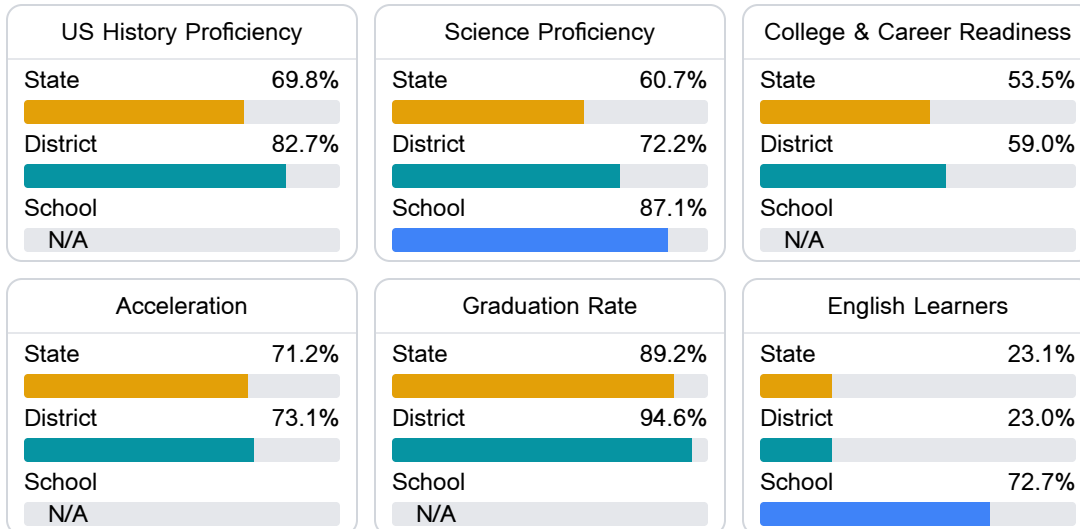 US History Proficiency
State 69.8%
District 82.7%
School
N/A
Science Proficiency
State 60.7%
District 72.2%
School 87.1%
College & Career Readiness
State 53.5%
District 59.0%
School
N/A
Acceleration
State 71.2%
District 73.1%
School
N/A
Graduation Rate
State 89.2%
District 94.6%
School
N/A
English Learners
State 23.1%
District 23.0%
School 72.7%